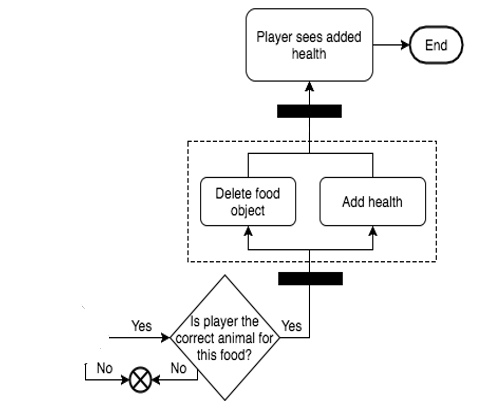 Player sees added
health
End
Delete food
object
Add health
Yes
Is player the
correct animal for
this food?
Yes
No
No